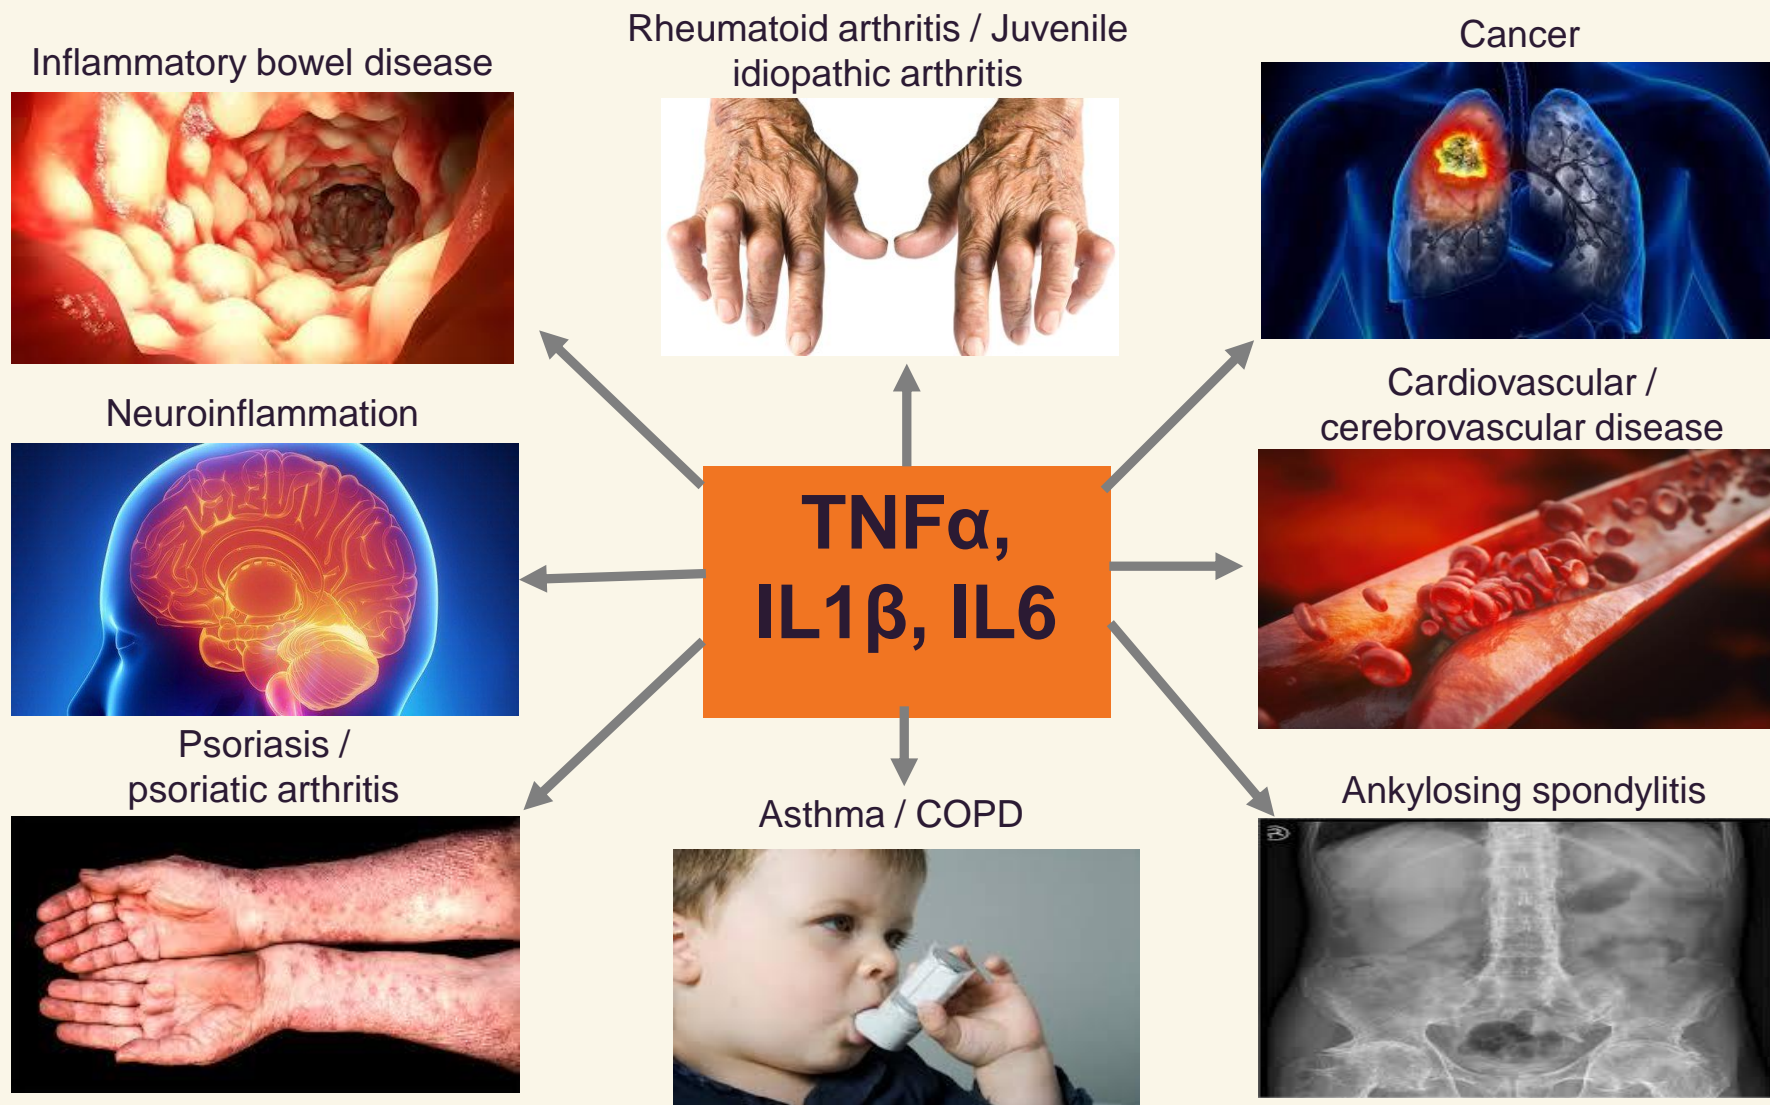 Inflammatory bowel disease
Rheumatoid arthritis / Juvenile
idiopathic arthritis
Cancer
Neuroinflammation
TNFα,
IL1β, IL6
Cardiovascular /
cerebrovascular disease
Psoriasis /
psoriatic arthritis
Asthma / COPD
Ankylosing spondylitis